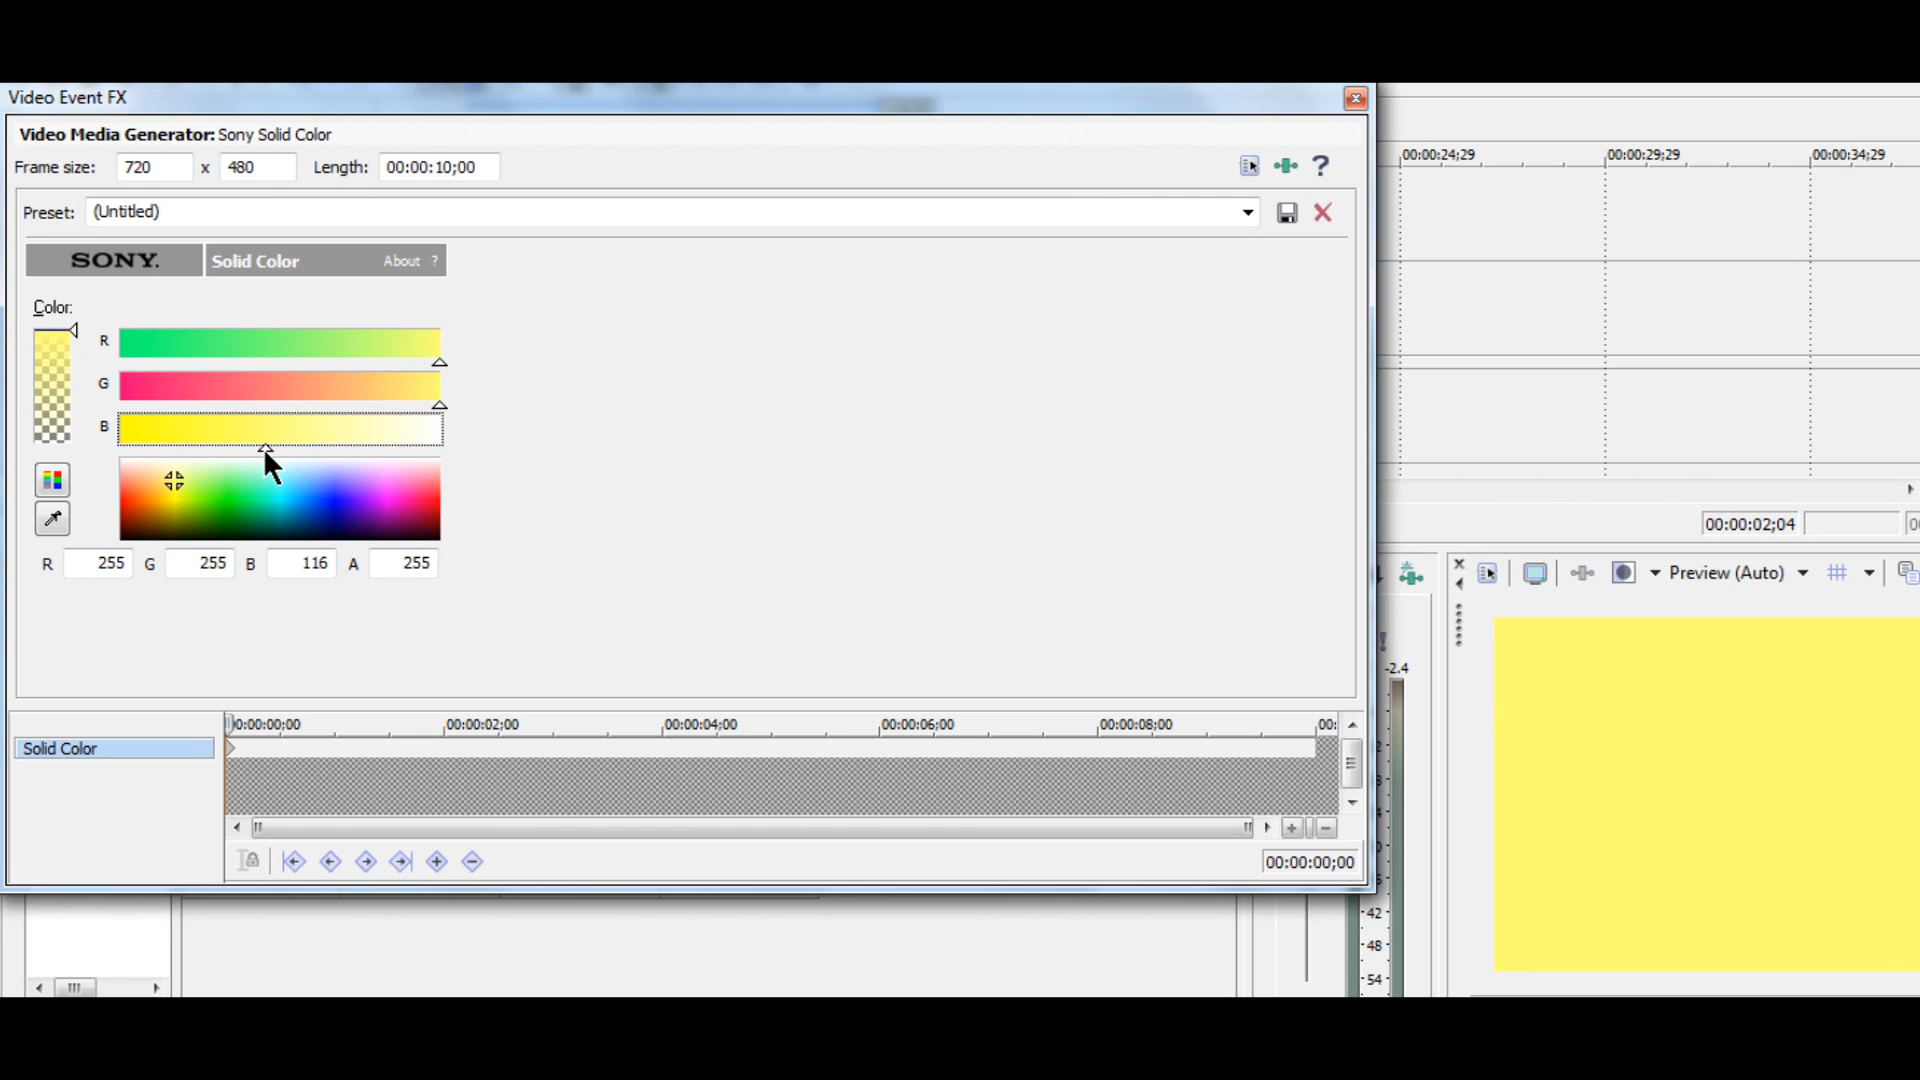 Video Event FX
Video Media Generator: Sony Solid Color
Frame size: 720 x 480 Length: 00:00:10;00
Preset: (Untitled)
SONY. Solid Color About ?
Color:
R
G
B
R 255 G 255 B 116 A 255
00:00:24;29 00:00:29;29 00:00:34;29
00:00:02;04
Preview (Auto)
-2.4
00:00:00;00 00:00:02;00 00:00:04;00 00:00:06;00 00:00:08;00 00:
Solid Color
00:00:00;00
-42-
-48-
-54-